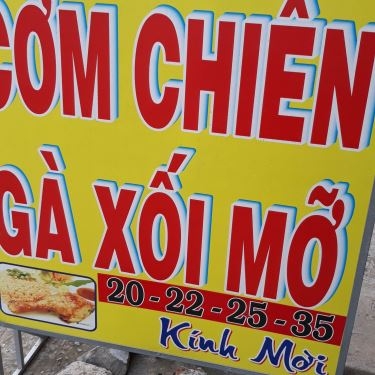 CƠM CHIÊN
GÀ XỐI MỠ
20 - 22 - 25 - 35
Kính Mời